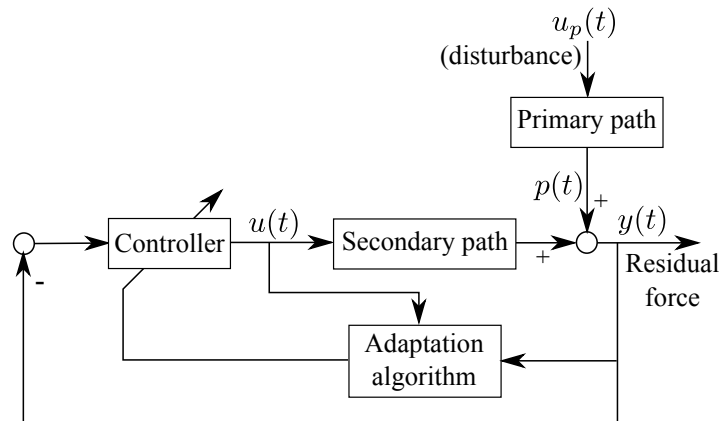 u_p(t)
(disturbance)
Primary path
p(t)
+
Controller
u(t)
Secondary path
+
y(t)
Residual
force
-
Adaptation
algorithm